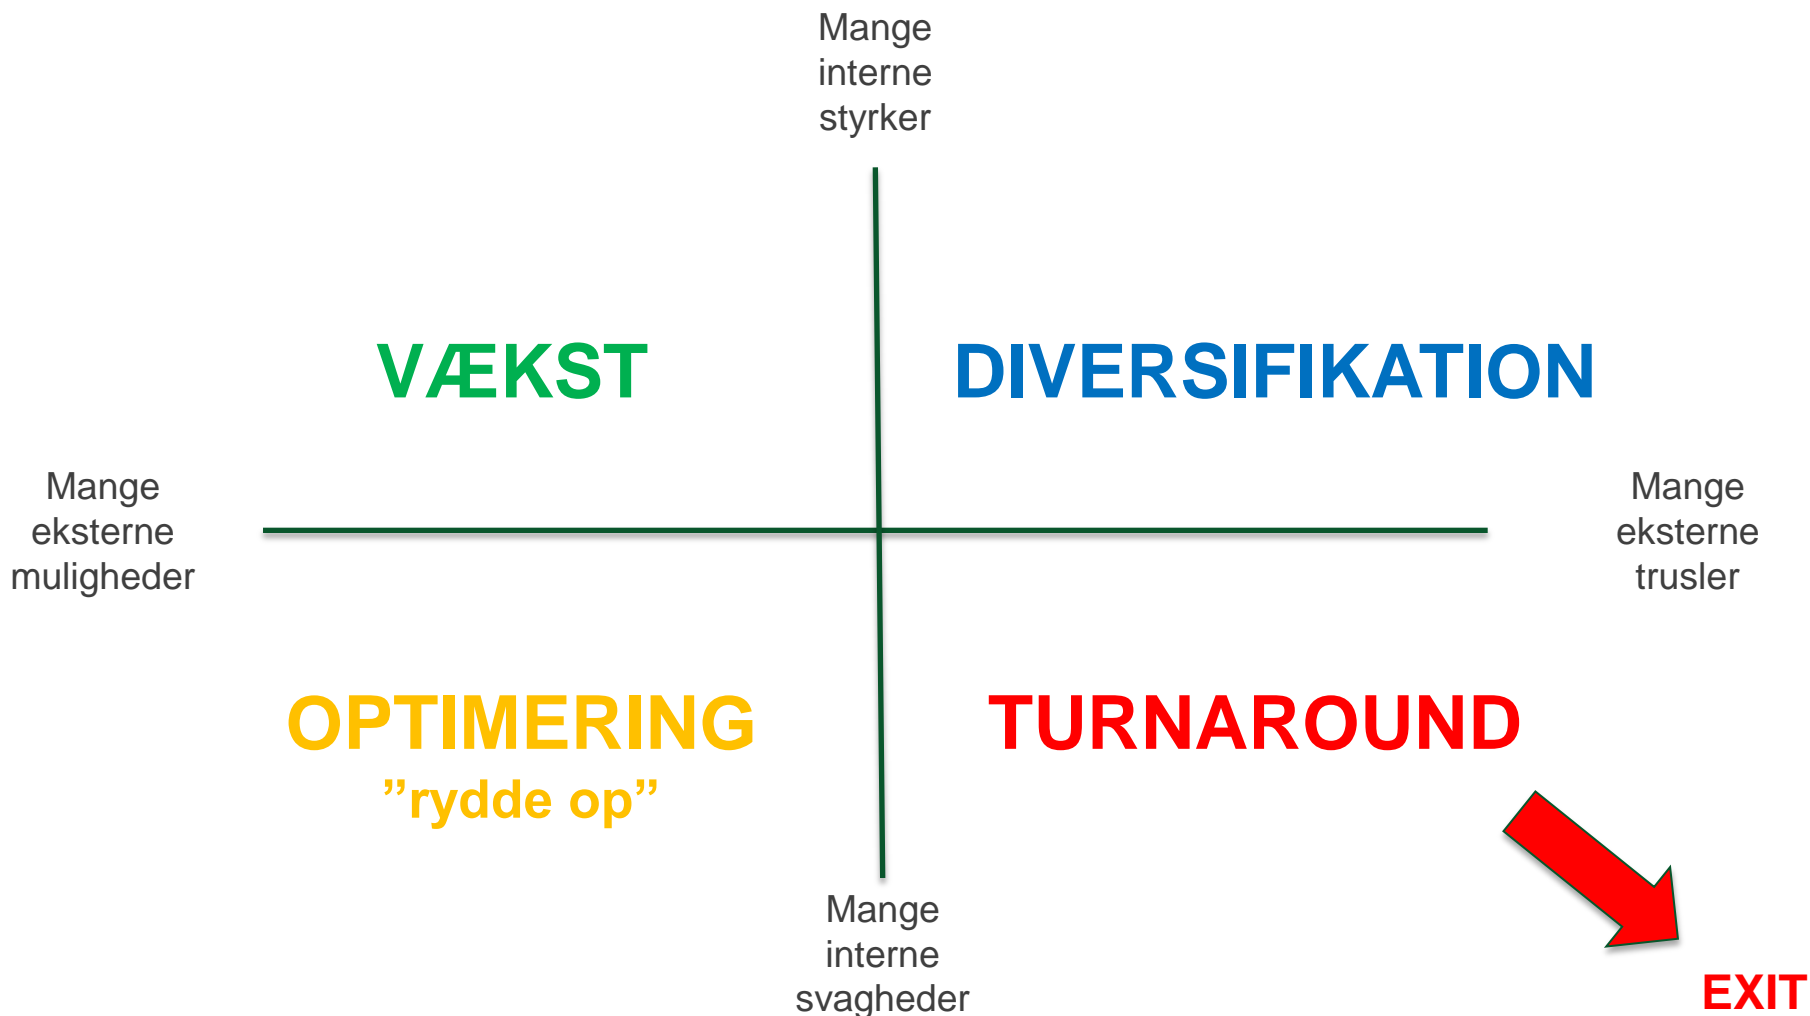 Mange
interne
styrker
VÆKST
DIVERSIFIKATION
Mange
eksterne
muligheder
Mange
eksterne
trusler
OPTIMERING
”rydde op”
TURNAROUND
Mange
interne
svagheder
EXIT